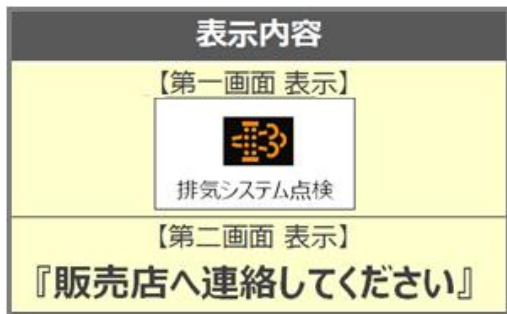 表示内容
【第一画面 表示】
排気システム点検
【第二画面 表示】
『販売店へ連絡してください』